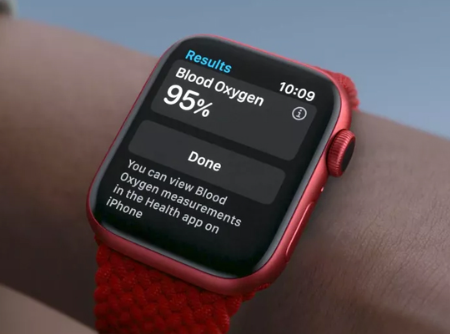 Results
10:09
Blood Oxygen
95%
Done
You can view Blood
Oxygen measurements
in the Health app on
iPhone